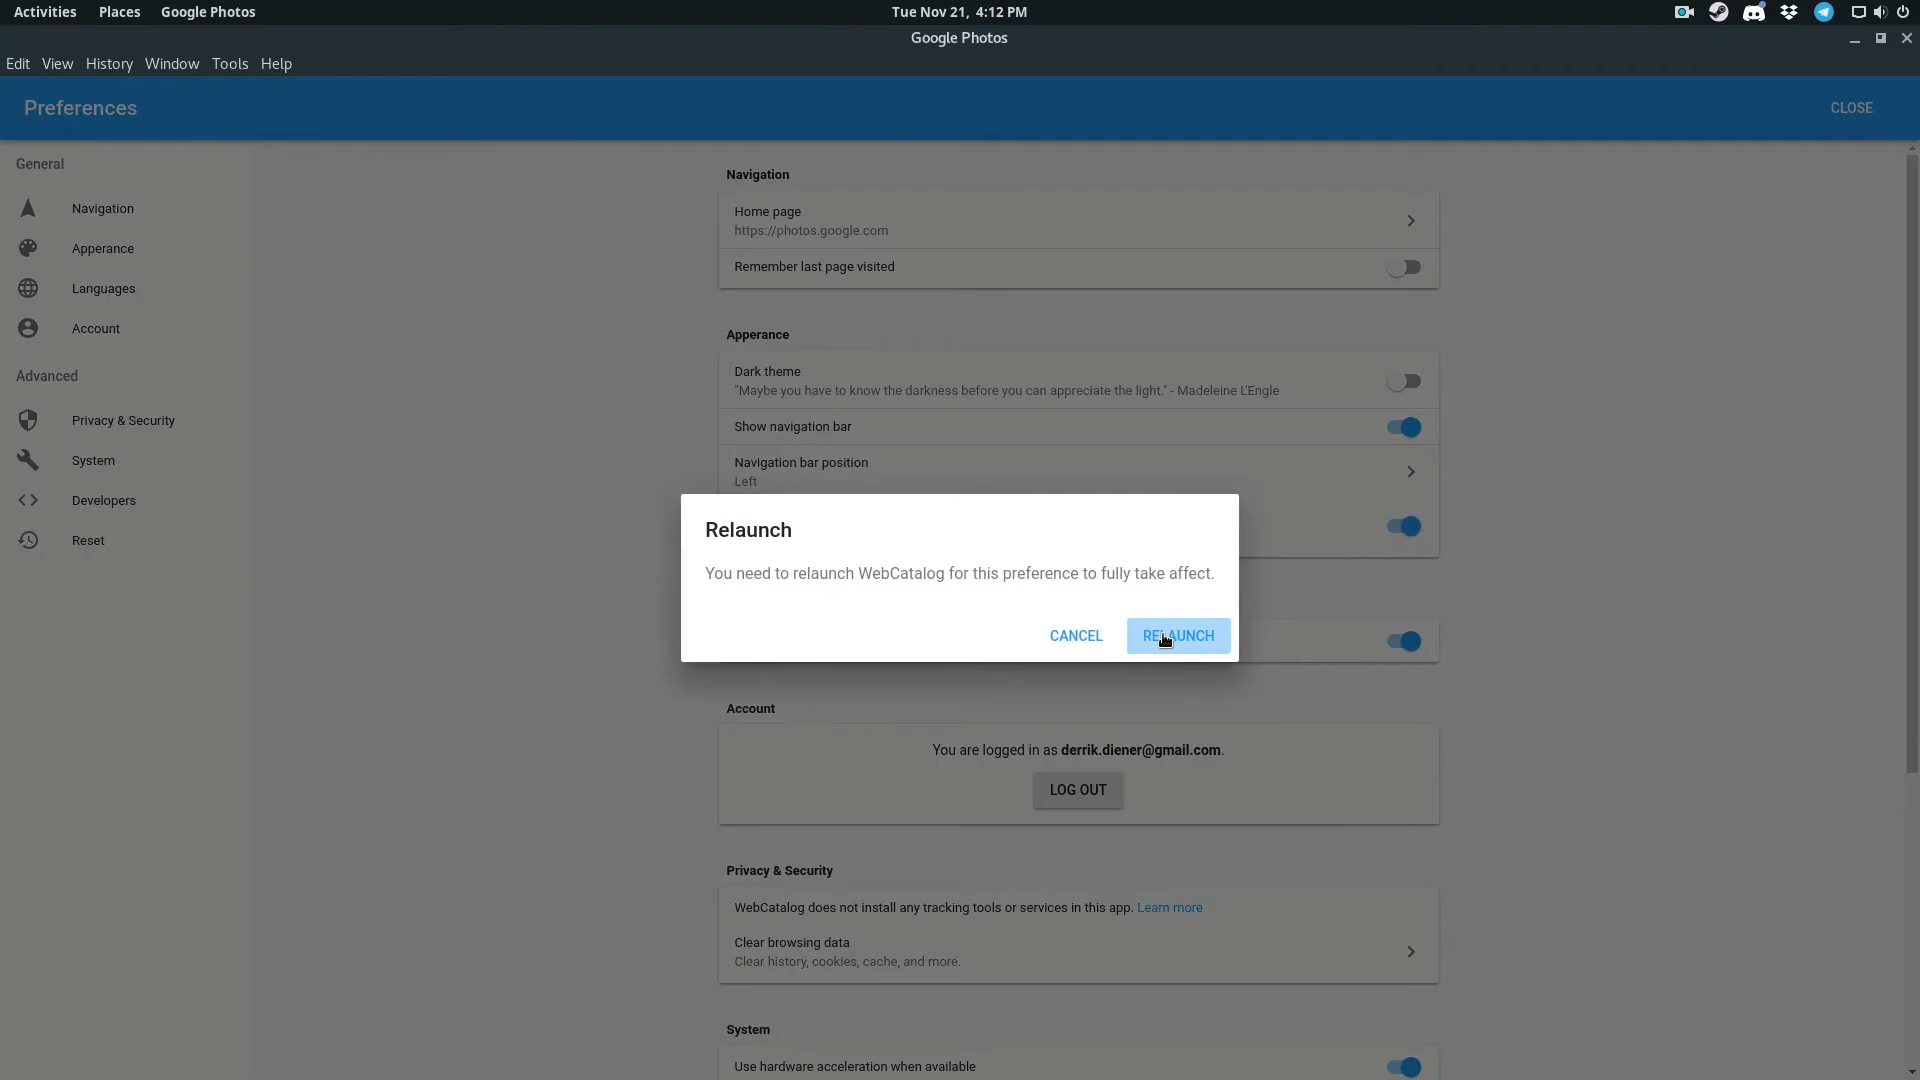 Activities Places Google Photos Tue Nov 21, 4:12 PM
Google Photos
Edit View History Window Tools Help
Preferences CLOSE
General
Navigation
Apperance
Languages
Account
Advanced
Privacy & Security
System
Developers
Reset
Navigation
Home page
https://photos.google.com
Remember last page visited
Apperance
Dark theme
"Maybe you have to know the darkness before you can appreciate the light." - Madeleine L'Engle
Show navigation bar
Navigation bar position
Left
Relaunch
You need to relaunch WebCatalog for this preference to fully take affect.
CANCEL RELAUNCH
Account
You are logged in as derrik.diener@gmail.com.
LOG OUT
Privacy & Security
WebCatalog does not install any tracking tools or services in this app. Learn more
Clear browsing data
Clear history, cookies, cache, and more.
System
Use hardware acceleration when available